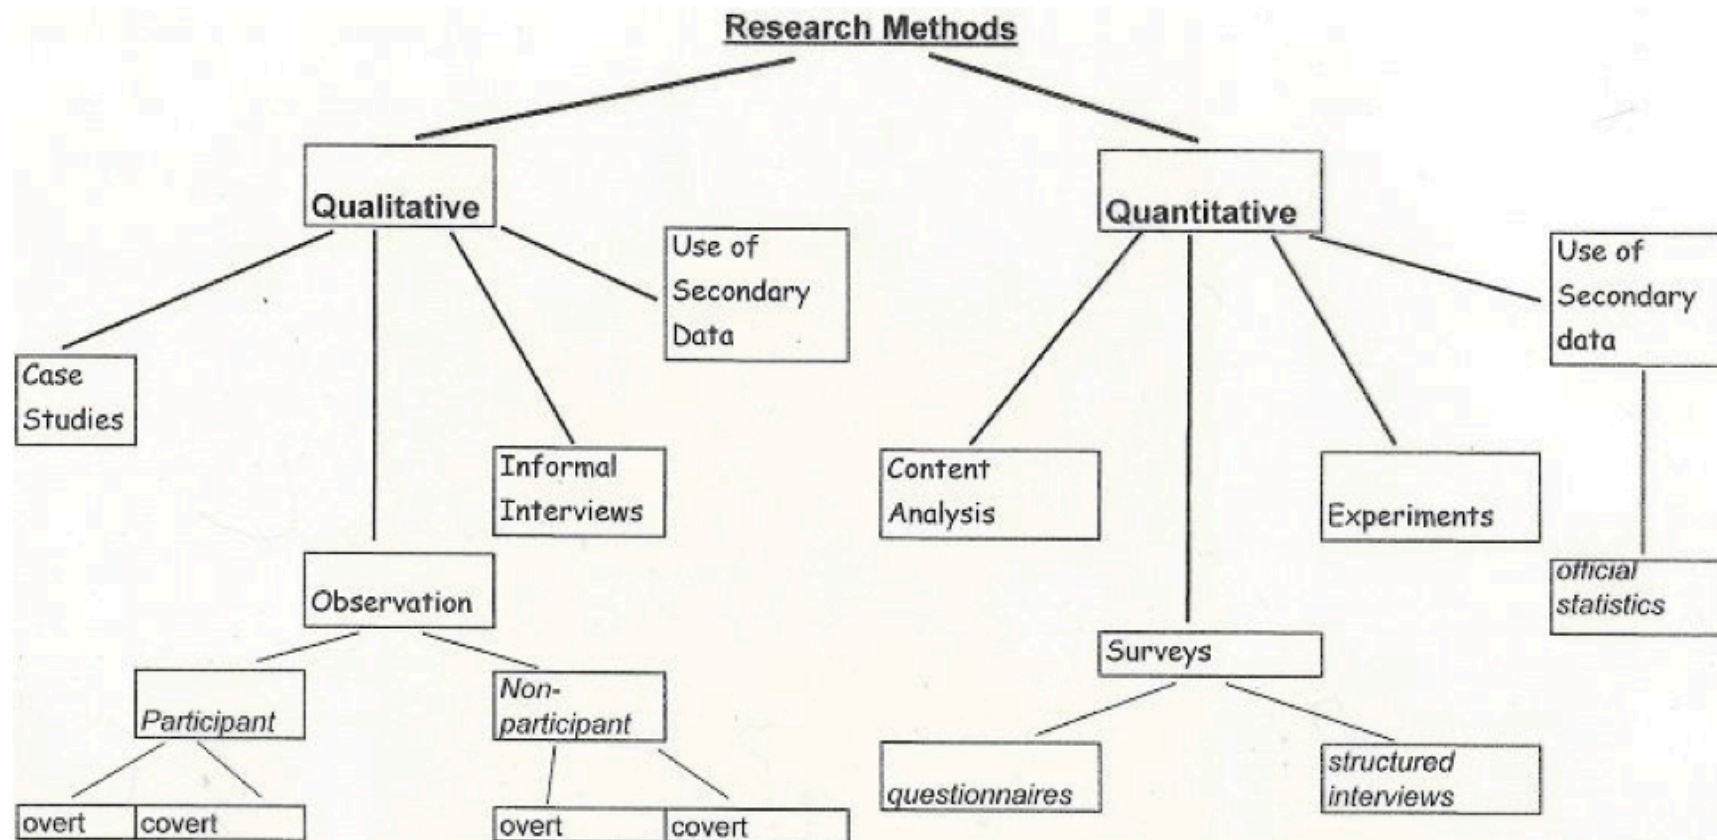 Research Methods
Qualitative
Quantitative
Use of
Secondary
Data
Use of
Secondary
data
Case
Studies
Informal
Interviews
Content
Analysis
Experiments
official
statistics
Observation
Surveys
Participant
Non-
participant
questionnaires
structured
interviews
overt
covert
overt
covert